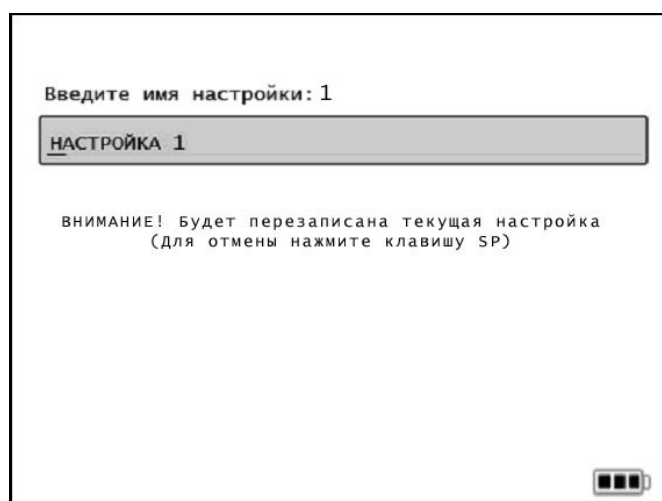 Введите имя настройки: 1
НАСТРОЙКА 1
ВНИМАНИЕ! Будет перезаписана текущая настройка
(Для отмены нажмите клавишу SP)